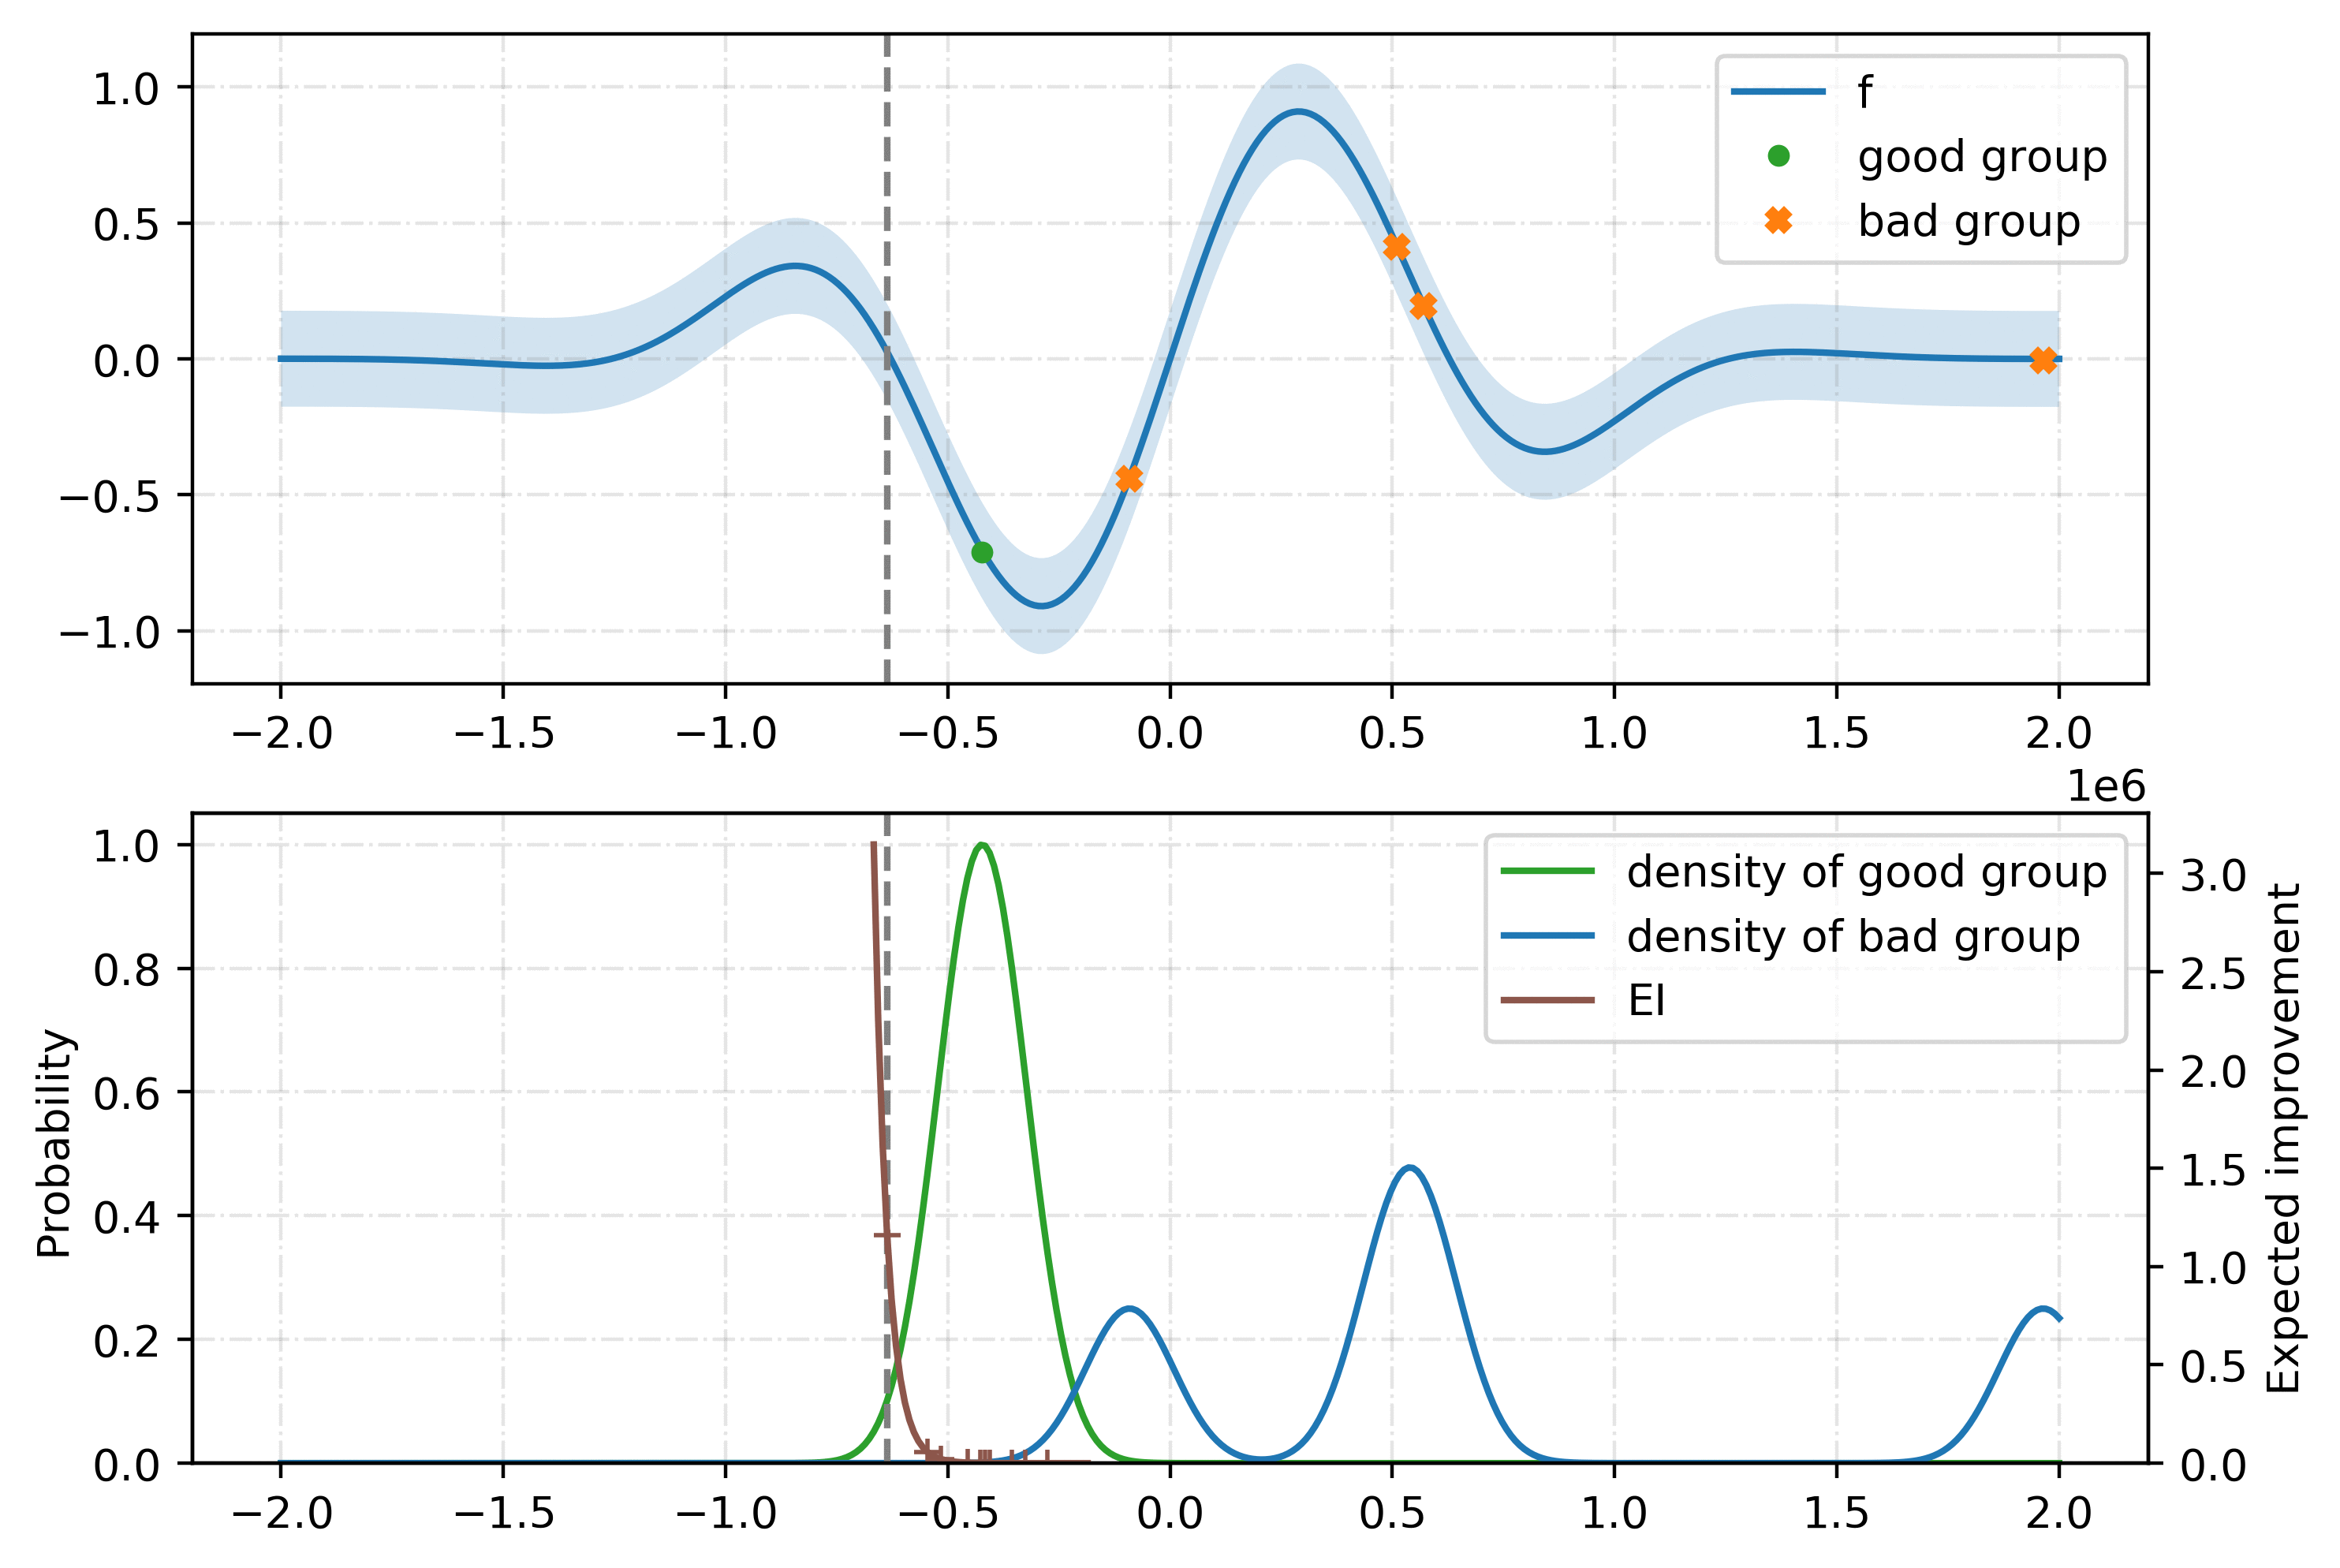 1.0
0.5
0.0
−0.5
−1.0
f
good group
bad group
−2.0 −1.5 −1.0 −0.5 0.0 0.5 1.0 1.5 2.0
1e6
Probability
1.0
0.8
0.6
0.4
0.2
0.0
density of good group
density of bad group
EI
3.0
2.5
2.0
1.5
1.0
0.5
0.0
Expected improvement
−2.0 −1.5 −1.0 −0.5 0.0 0.5 1.0 1.5 2.0